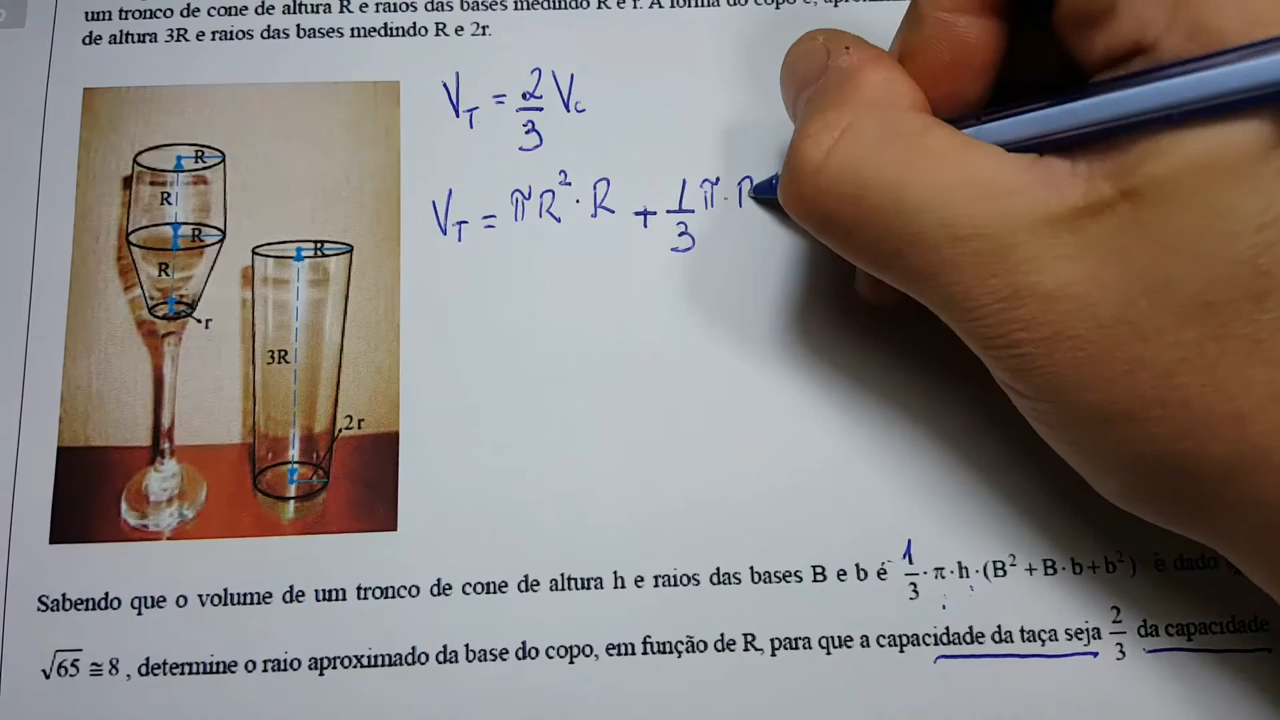 um tronco de cone de altura R e raios das bases medindo R e r. A forma do copo é,
de altura 3R e raios das bases medindo R e 2r.
V_T = 2/3 V_c
V_T = πR² · R + 1/3 π · R
R
R
R
R
r
R
3R
2r
Sabendo que o volume de um tronco de cone de altura h e raios das bases B e b é 1/3 · π · h · (B² + B · b + b²) e dado
√65 ≅ 8 , determine o raio aproximado da base do copo, em função de R, para que a capacidade da taça seja 2/3 da capacidade